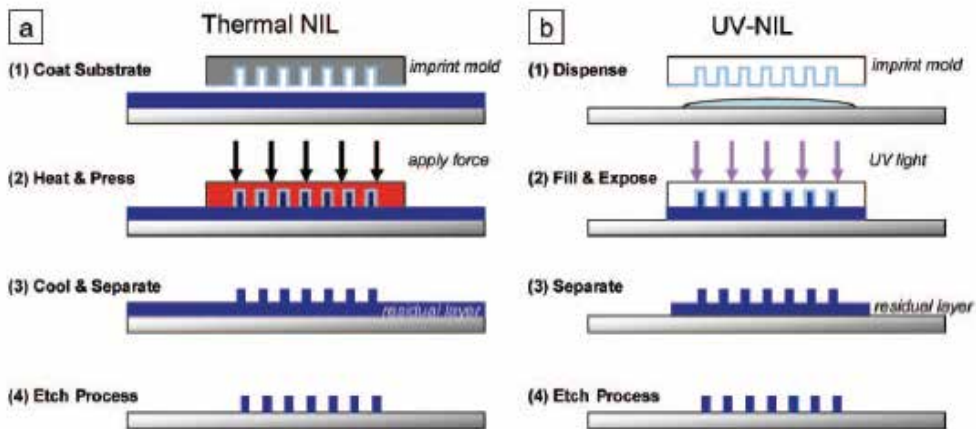 a
Thermal NIL
(1) Coat Substrate
imprint mold
(2) Heat & Press
apply force
(3) Cool & Separate
residual layer
(4) Etch Process
b
UV-NIL
(1) Dispense
imprint mold
(2) Fill & Expose
UV light
(3) Separate
residual layer
(4) Etch Process